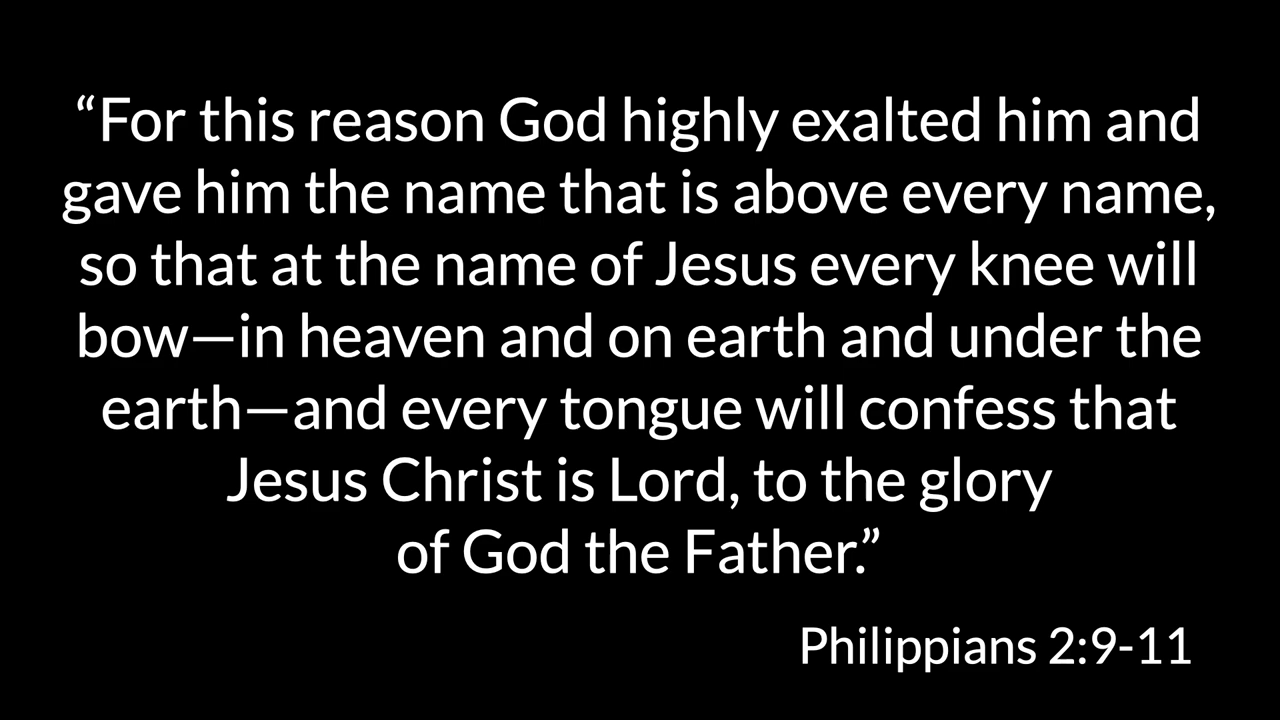 “For this reason God highly exalted him and
gave him the name that is above every name,
so that at the name of Jesus every knee will
bow—in heaven and on earth and under the
earth—and every tongue will confess that
Jesus Christ is Lord, to the glory
of God the Father.”
Philippians 2:9-11